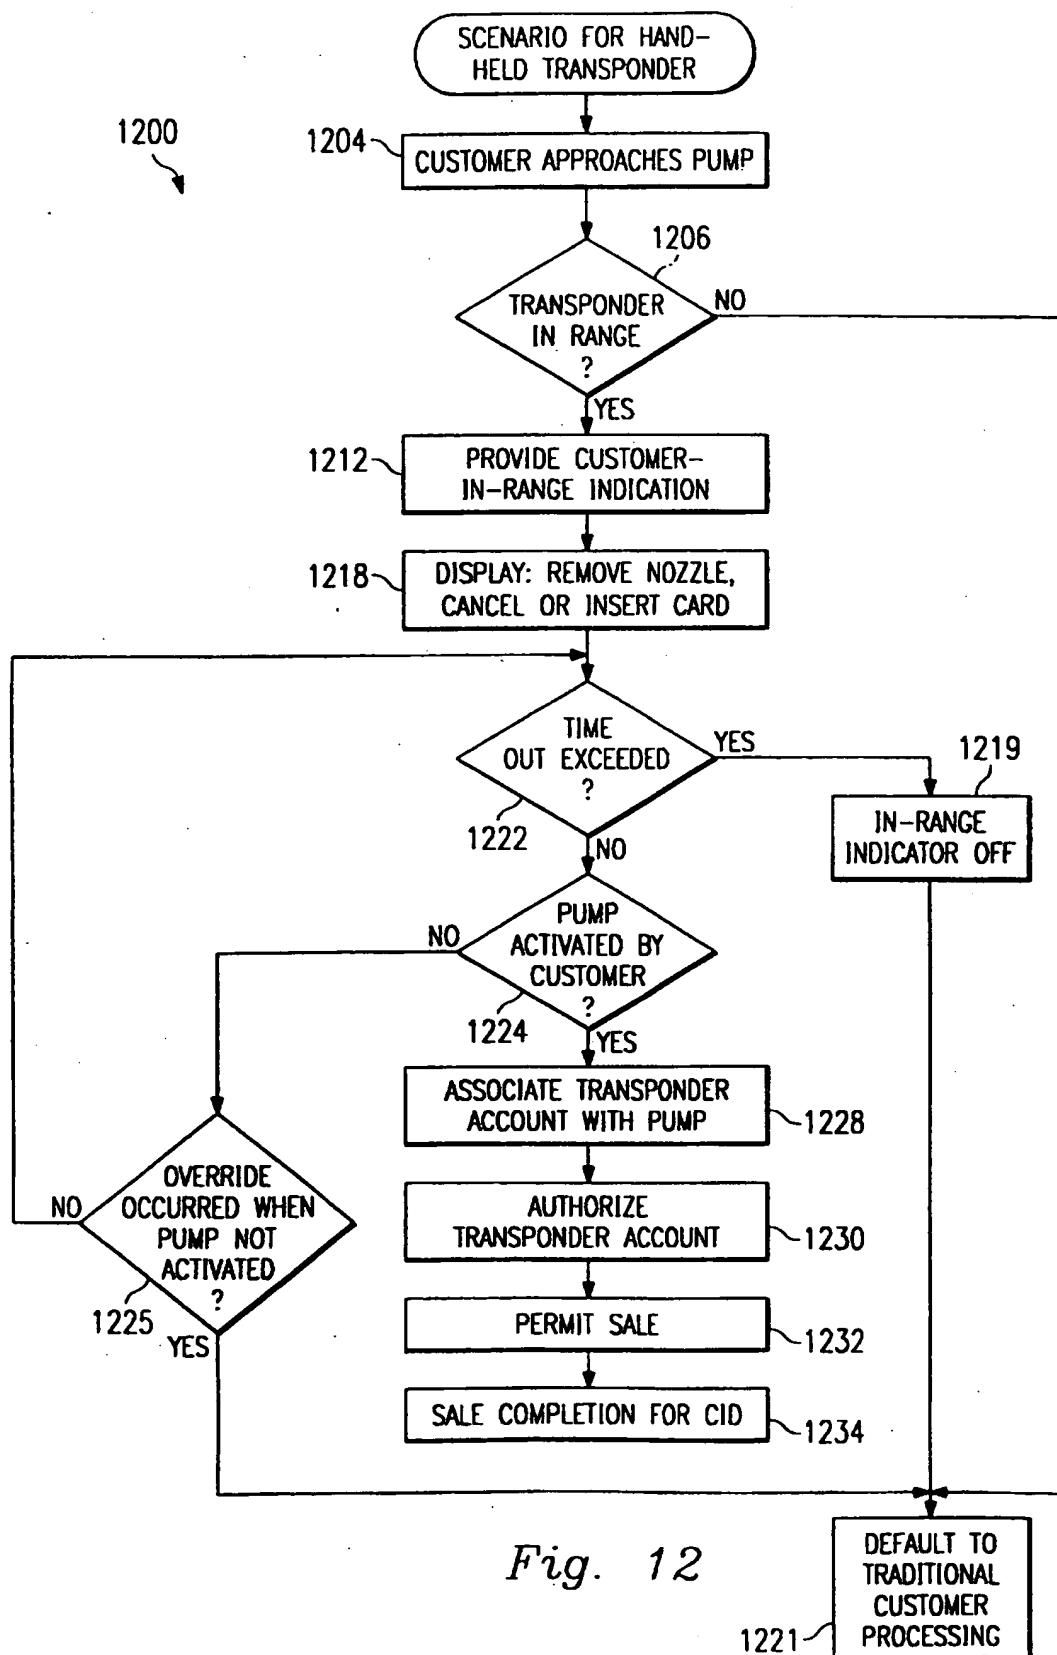 SCENARIO FOR HAND-
HELD TRANSPONDER
1200
1204
CUSTOMER APPROACHES PUMP
1206
TRANSPONDER
IN RANGE
?
NO
YES
1212
PROVIDE CUSTOMER-
IN-RANGE INDICATION
1218
DISPLAY: REMOVE NOZZLE,
CANCEL OR INSERT CARD
TIME
OUT EXCEEDED
?
YES
1222
NO
1219
IN-RANGE
INDICATOR OFF
PUMP
ACTIVATED BY
CUSTOMER
?
NO
1224
YES
ASSOCIATE TRANSPONDER
ACCOUNT WITH PUMP
1228
OVERRIDE
OCCURRED WHEN
PUMP NOT
ACTIVATED
?
NO
1225
YES
AUTHORIZE
TRANSPONDER ACCOUNT
1230
PERMIT SALE
1232
SALE COMPLETION FOR CID
1234
DEFAULT TO
TRADITIONAL
CUSTOMER
PROCESSING
1221
Fig. 12